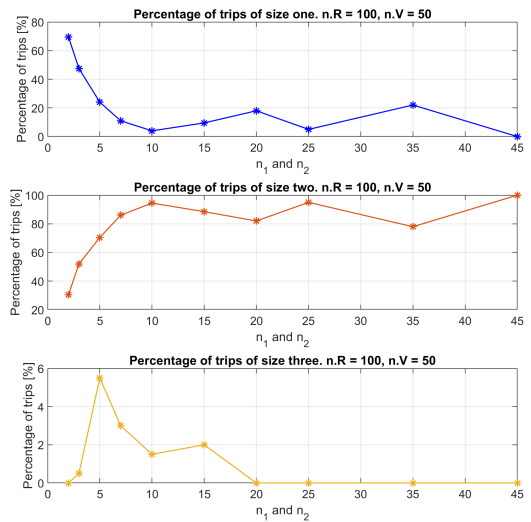 Percentage of trips of size one. n.R = 100, n.V = 50
Percentage of trips [%]
80
60
40
20
0
0 5 10 15 20 25 30 35 40 45
n1 and n2
Percentage of trips of size two. n.R = 100, n.V = 50
Percentage of trips [%]
100
80
60
40
20
0 5 10 15 20 25 30 35 40 45
n1 and n2
Percentage of trips of size three. n.R = 100, n.V = 50
Percentage of trips [%]
6
4
2
0
0 5 10 15 20 25 30 35 40 45
n1 and n2